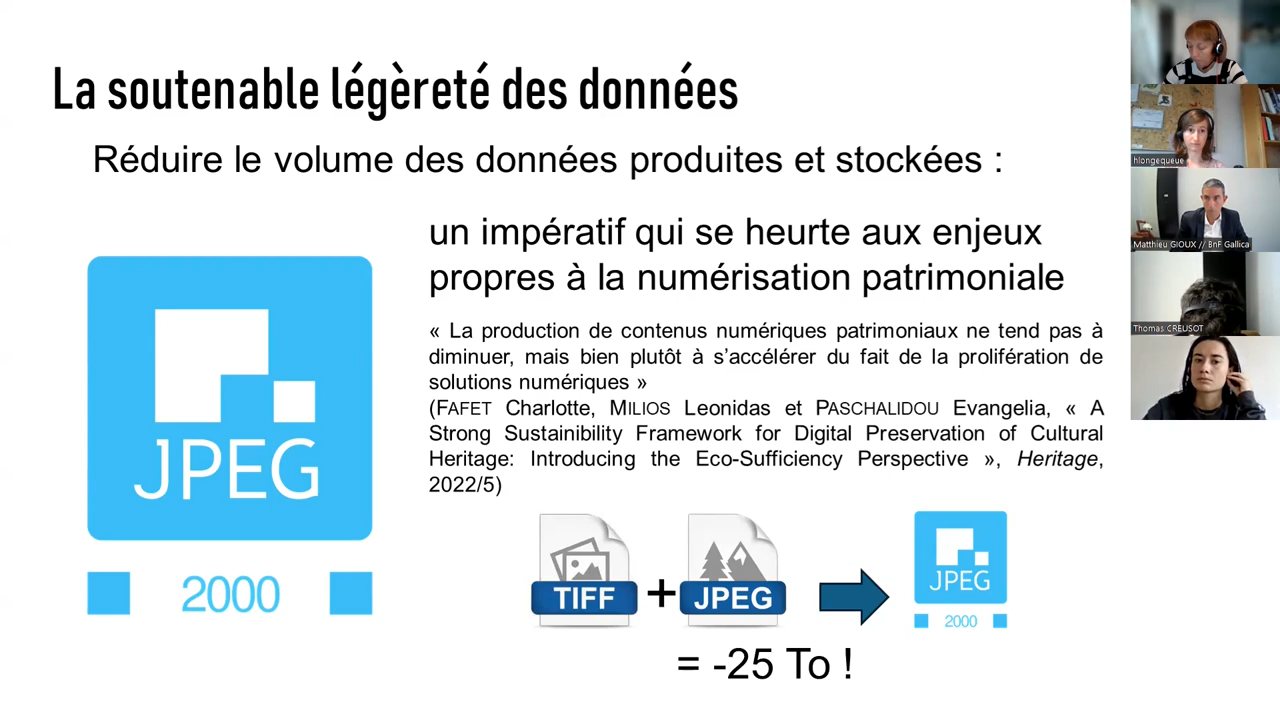 La soutenable légèreté des données
Réduire le volume des données produites et stockées :
un impératif qui se heurte aux enjeux
propres à la numérisation patrimoniale
« La production de contenus numériques patrimoniaux ne tend pas à
diminuer, mais bien plutôt à s'accélérer du fait de la prolifération de
solutions numériques »
(FAFET Charlotte, MILIOS Leonidas et PASCHALIDOU Evangelia, « A
Strong Sustainibility Framework for Digital Preservation of Cultural
Heritage: Introducing the Eco-Sufficiency Perspective », Heritage,
2022/5)
JPEG
2000
TIFF + JPEG
JPEG
2000
= -25 To !
hlongequeue
Matthieu GIOUX // BnF Gallica
Thomas CREUSOT